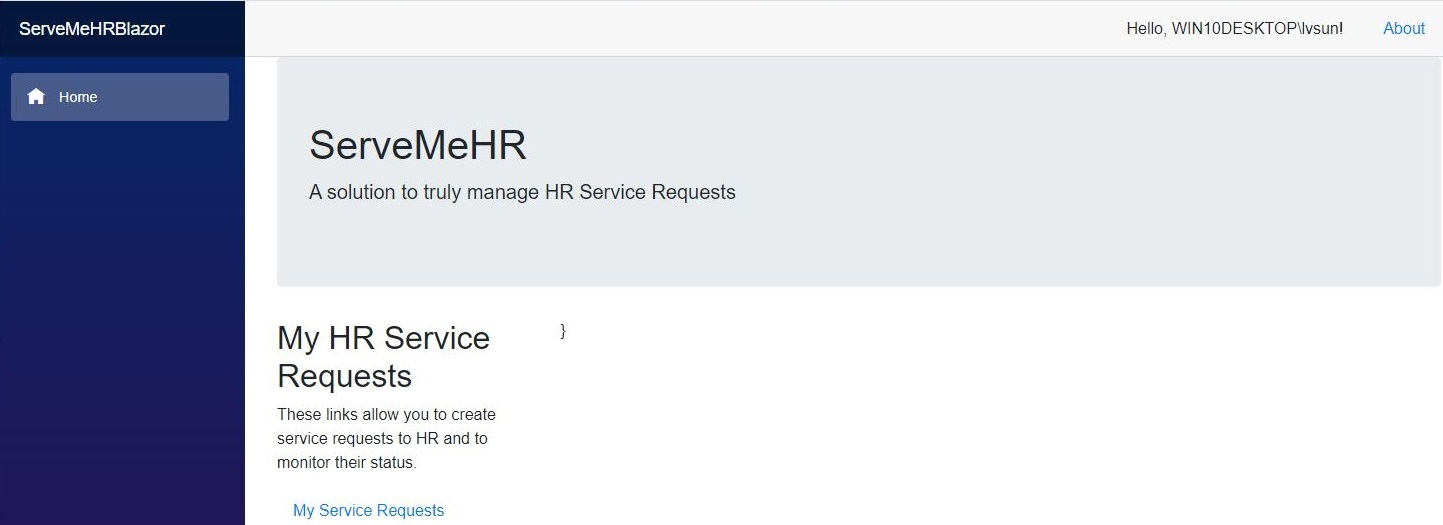 ServeMeHRBlazor
Hello, WIN10DESKTOP\lvsun!
About
Home
ServeMeHR
A solution to truly manage HR Service Requests
My HR Service
Requests
}
These links allow you to create
service requests to HR and to
monitor their status.
My Service Requests